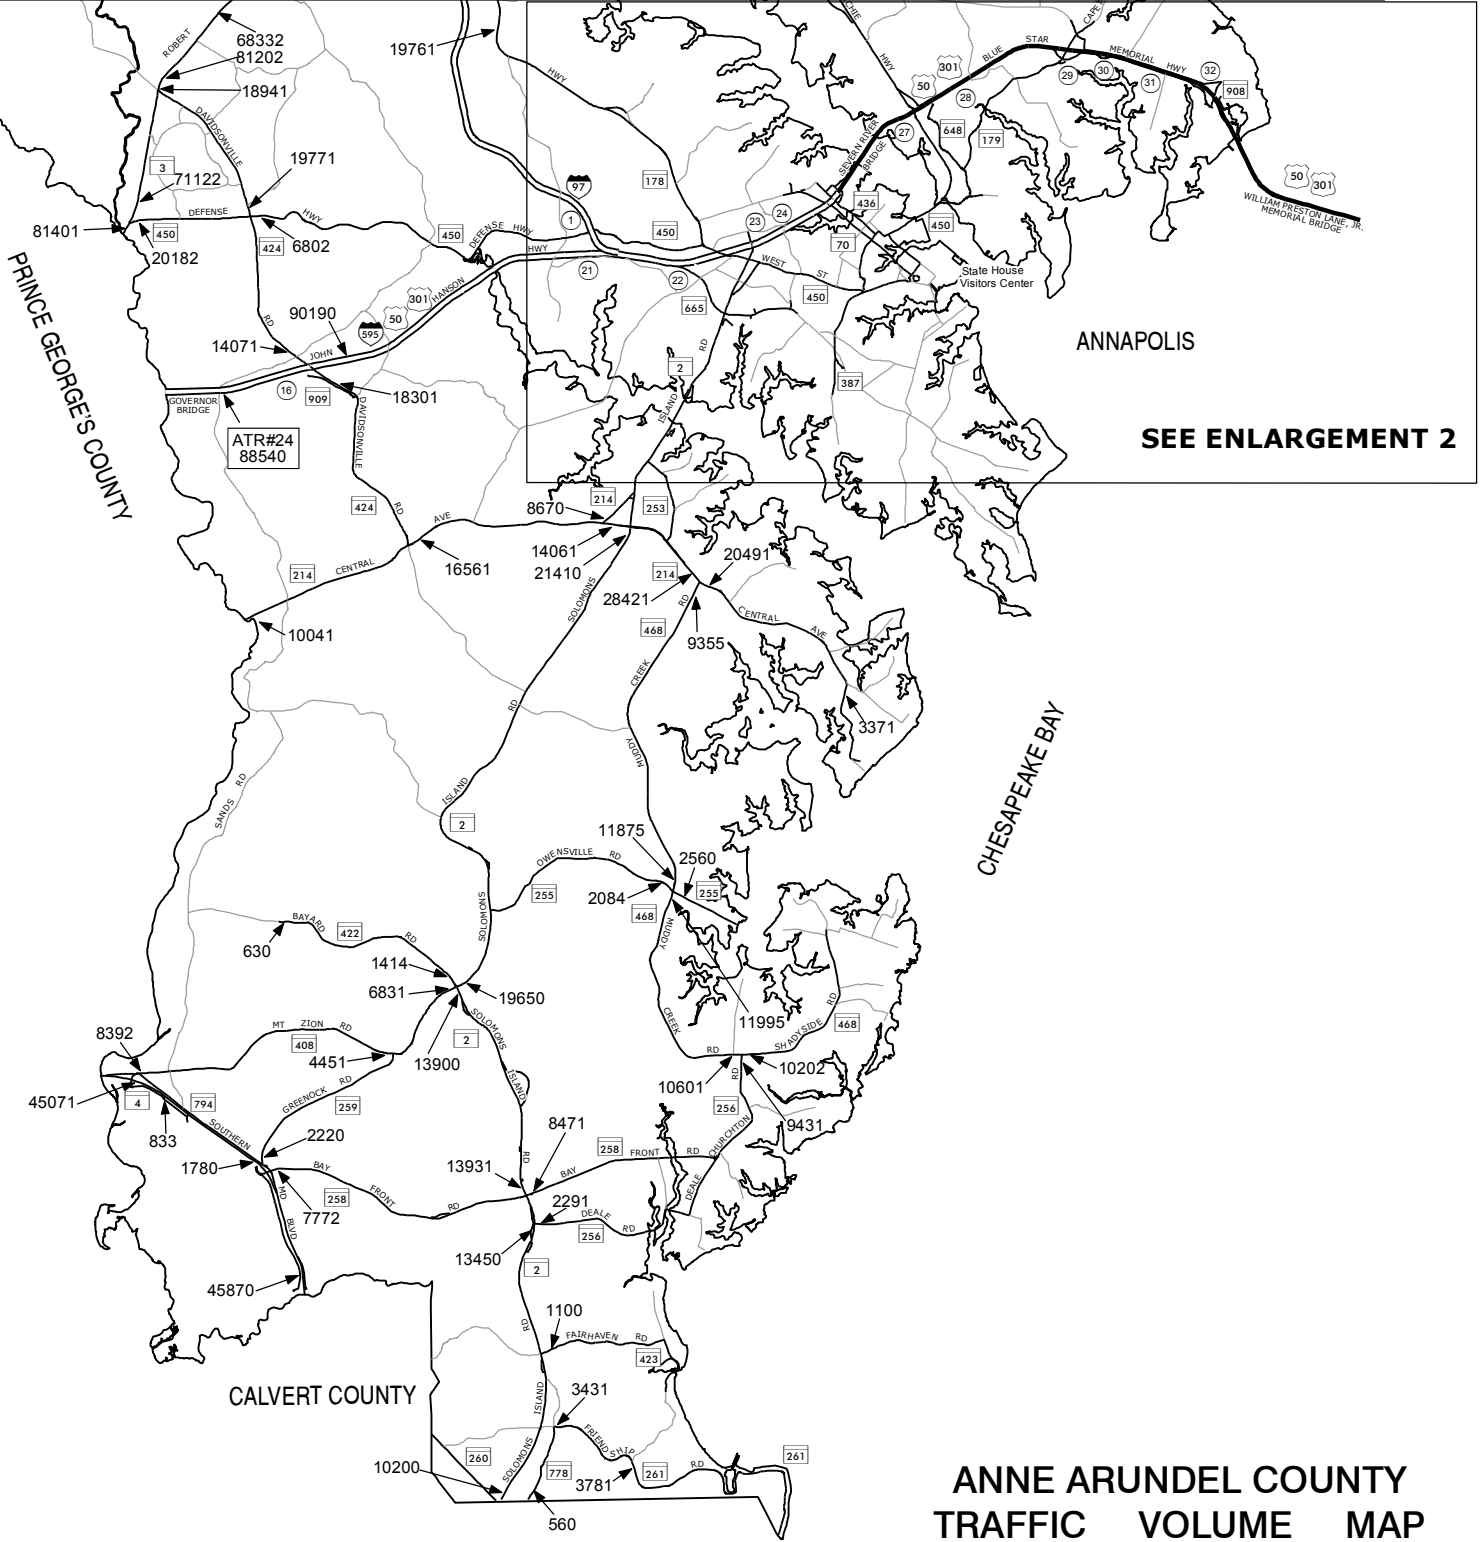 ROBERT
68332
81202
18941
DAVIDSONVILLE
19771
3
71122
DEFENSE
HWY
81401
450
20182
424
6802
450
DEFENSE HWY
19761
HWY
178
97
1
450
HWY
HWY
SEVERN RIVER
BRIDGE
50
301
BLUE
STAR
MEMORIAL
HWY
27
28
29
30
31
32
908
648
179
436
450
70
50
301
WILLIAM PRESTON LANE, JR.
MEMORIAL BRIDGE
23
24
WEST
ST
State House
Visitors Center
450
21
22
665
HANSON
301
50
595
JOHN
90190
14071
RD
16
909
18301
GOVERNOR
BRIDGE
ATR#24
88540
DAVIDSONVILLE
RD
424
RD
2
ISLAND
387
ANNAPOLIS
SEE ENLARGEMENT 2
PRINCE GEORGE'S COUNTY
8670
214
253
AVE
14061
21410
16561
CENTRAL
214
10041
SOLOMONS
214
28421
20491
RD
468
9355
CENTRAL
AVE
CREEK
3371
RD
MUDDY
CHESAPEAKE BAY
SANDS RD
ISLAND
2
11875
2560
OWENSVILLE RD
255
2084
255
468
MUDDY
SOLOMONS
BAYARD
422
RD
630
1414
6831
19650
11995
CREEK
RD
SHADYSIDE
RD
468
8392
MT ZION RD
408
4451
13900
2
SOLOMONS
10601
10202
RD
256
9431
45071
4
794
GREENOCK
RD
259
ISLAND
833
SOUTHERN
2220
1780
8471
258
FRONT
RD
CHURCHTON
BAY
13931
RD
BAY
MD
258
FRONT
RD
2291
DEALE
RD
256
DEALE
7772
BLVD
13450
2
45870
1100
RD
FAIRHAVEN
RD
423
CALVERT COUNTY
3431
ISLAND
FRIENDSHIP
260
SOLOMONS
10200
778
3781
261
RD
261
560
ANNE ARUNDEL COUNTY
TRAFFIC VOLUME MAP